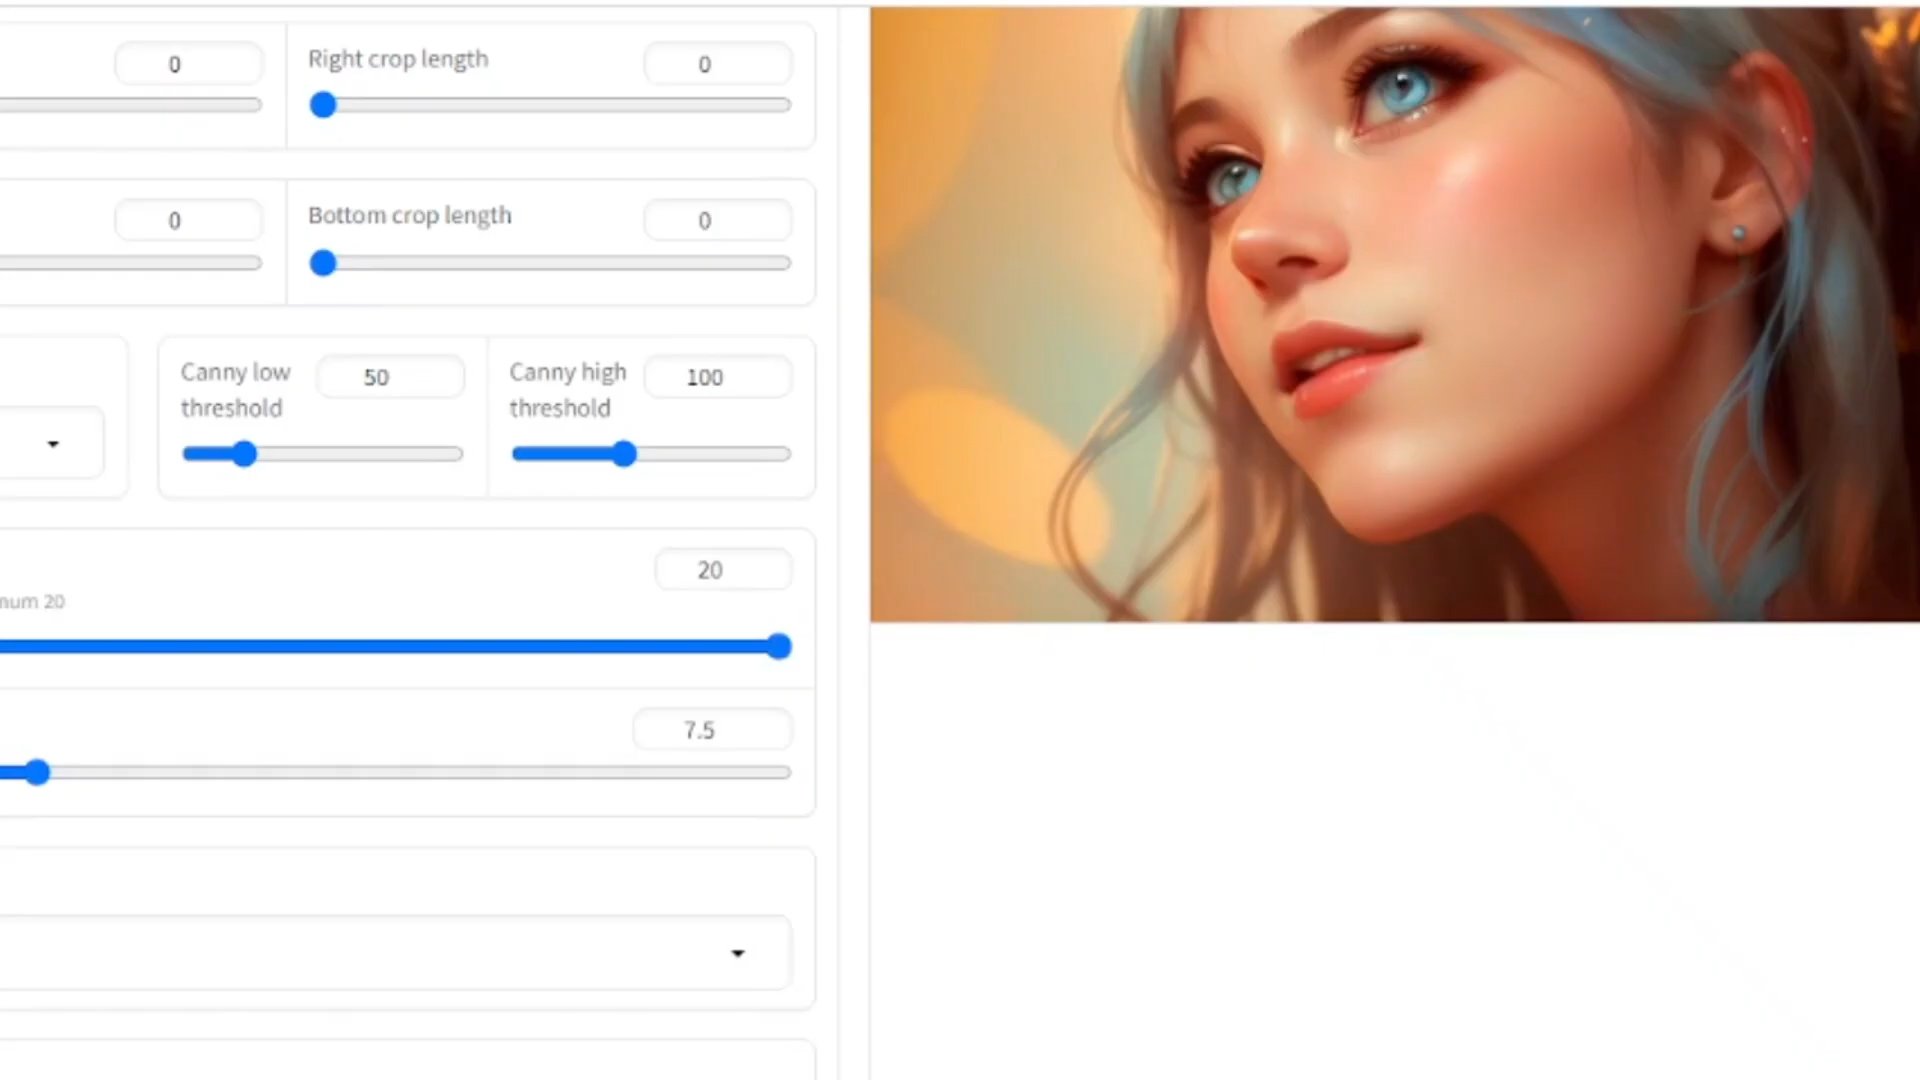 0
Right crop length
0
0
Bottom crop length
0
Canny low
threshold
50
Canny high
threshold
100
20
20
7.5